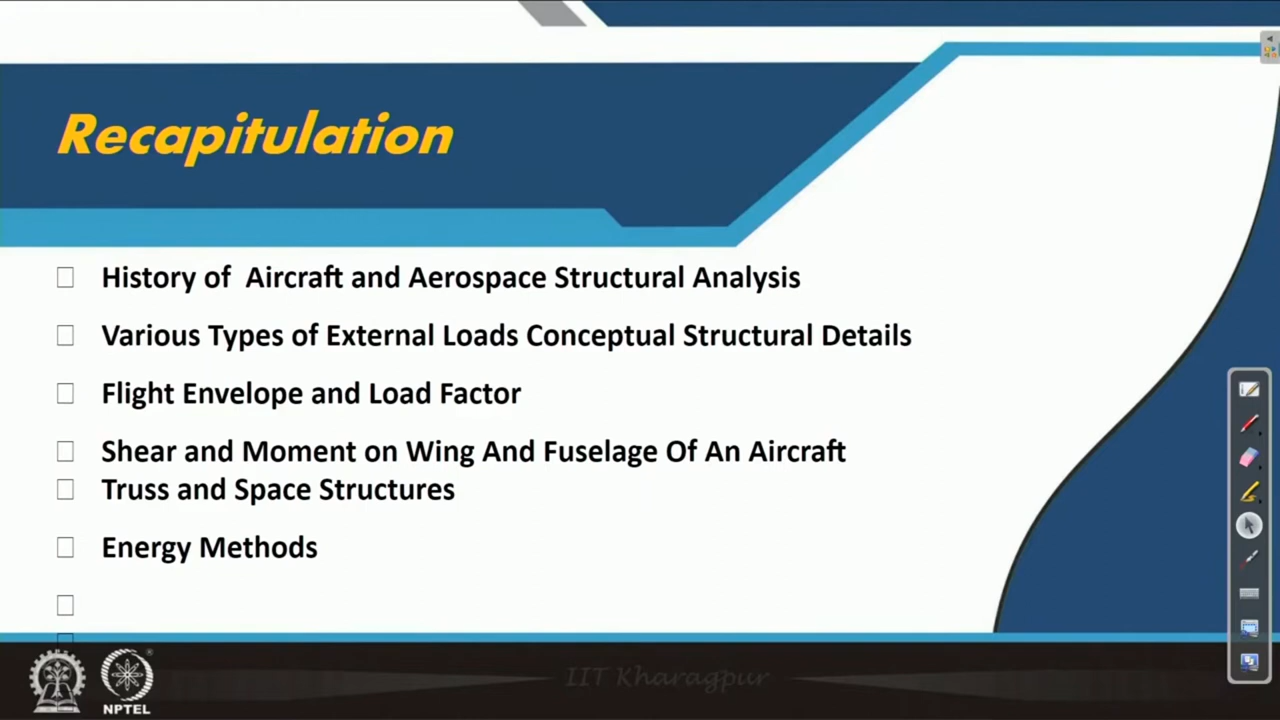 Recapitulation
History of Aircraft and Aerospace Structural Analysis
Various Types of External Loads Conceptual Structural Details
Flight Envelope and Load Factor
Shear and Moment on Wing And Fuselage Of An Aircraft
Truss and Space Structures
Energy Methods
IIT Kharagpur
NPTEL